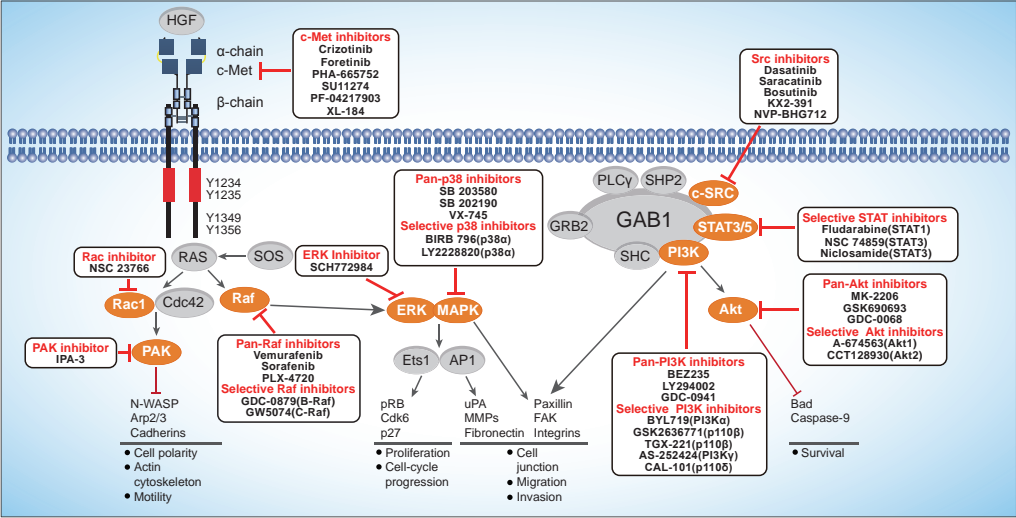 HGF
α-chain
c-Met
β-chain
c-Met inhibitors
Crizotinib
Foretinib
PHA-665752
SU11274
PF-04217903
XL-184
Src inhibitors
Dasatinib
Saracatinib
Bosutinib
KX2-391
NVP-BHG712
Y1234
Y1235
Y1349
Y1356
Pan-p38 inhibitors
SB 203580
SB 202190
VX-745
Selective p38 inhibitors
BIRB 796(p38α)
LY2228820(p38α)
PLCγ
SHP2
c-SRC
GRB2
GAB1
STAT3/5
SHC
PI3K
Selective STAT inhibitors
Fludarabine(STAT1)
NSC 74859(STAT3)
Niclosamide(STAT3)
Rac inhibitor
NSC 23766
RAS
SOS
ERK Inhibitor
SCH772984
Rac1
Cdc42
Raf
ERK
MAPK
Akt
Pan-Akt inhibitors
MK-2206
GSK690693
GDC-0068
Selective Akt inhibitors
A-674563(Akt1)
CCT128930(Akt2)
PAK inhibitor
IPA-3
PAK
Pan-Raf inhibitors
Vemurafenib
Sorafenib
PLX-4720
Selective Raf inhibitors
GDC-0879(B-Raf)
GW5074(C-Raf)
Ets1
AP1
Pan-PI3K inhibitors
BEZ235
LY294002
GDC-0941
Selective PI3K inhibitors
BYL719(PI3Kα)
GSK2636771(p110β)
TGX-221(p110β)
AS-252424(PI3Kγ)
CAL-101(p110δ)
N-WASP
Arp2/3
Cadherins
pRB
Cdk6
p27
uPA
MMPs
Fibronectin
Paxillin
FAK
Integrins
Bad
Caspase-9
● Cell polarity
● Actin
cytoskeleton
● Motility
● Proliferation
● Cell-cycle
progression
● Cell
junction
● Migration
● Invasion
● Survival